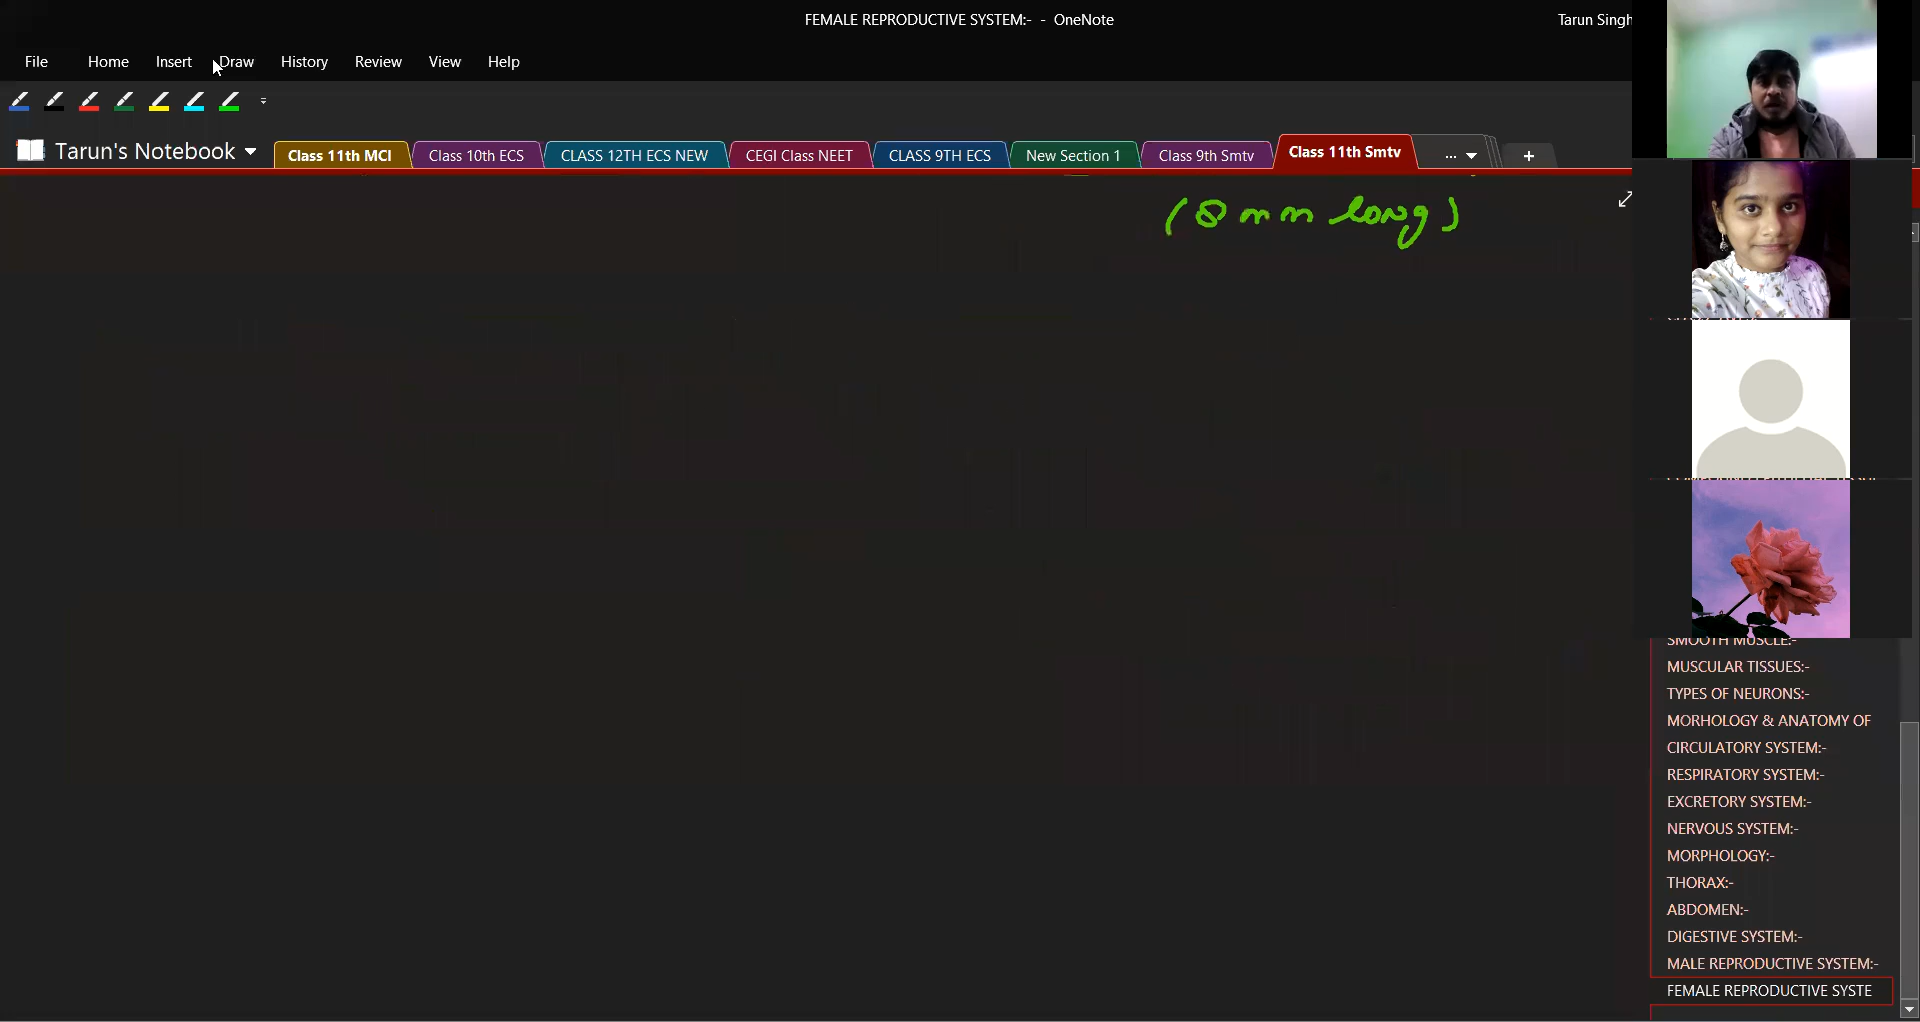 FEMALE REPRODUCTIVE SYSTEM:- - OneNote
Tarun Singh
File Home Insert Draw History Review View Help
Tarun's Notebook
Class 11th MCI
Class 10th ECS
CLASS 12TH ECS NEW
CEGI Class NEET
CLASS 9TH ECS
New Section 1
Class 9th Smtv
Class 11th Smtv
...
+
(8 mm long)
SMOOTH MUSCLE:-
MUSCULAR TISSUES:-
TYPES OF NEURONS:-
MORHOLOGY & ANATOMY OF
CIRCULATORY SYSTEM:-
RESPIRATORY SYSTEM:-
EXCRETORY SYSTEM:-
NERVOUS SYSTEM:-
MORPHOLOGY:-
THORAX:-
ABDOMEN:-
DIGESTIVE SYSTEM:-
MALE REPRODUCTIVE SYSTEM:-
FEMALE REPRODUCTIVE SYSTE